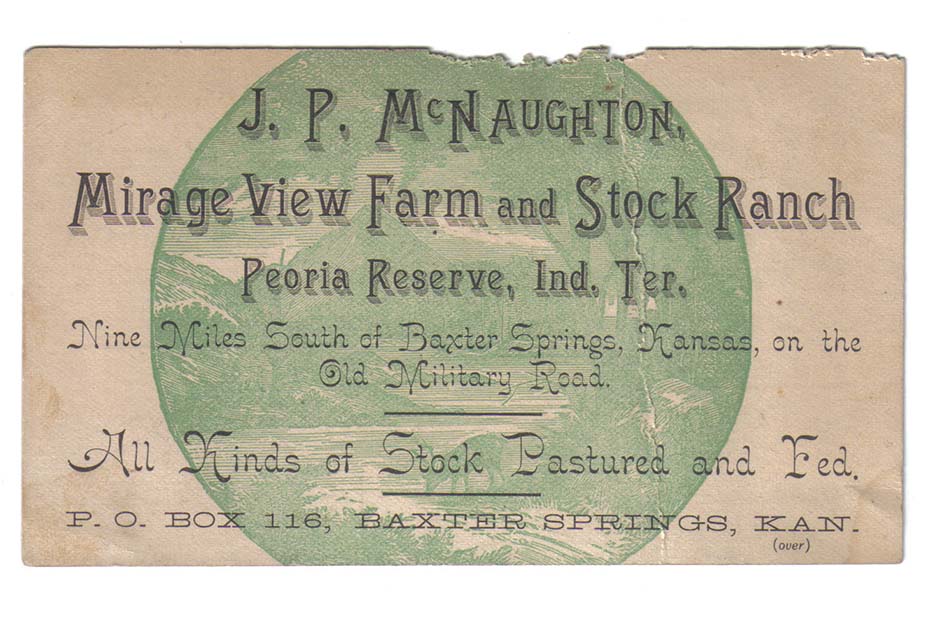 J. P. McNAUGHTON,
Mirage View Farm and Stock Ranch
Peoria Reserve, Ind. Ter.
Nine Miles South of Baxter Springs, Kansas, on the
Old Military Road.
All Kinds of Stock Pastured and Fed.
P. O. BOX 116, BAXTER SPRINGS, KAN.
(over)